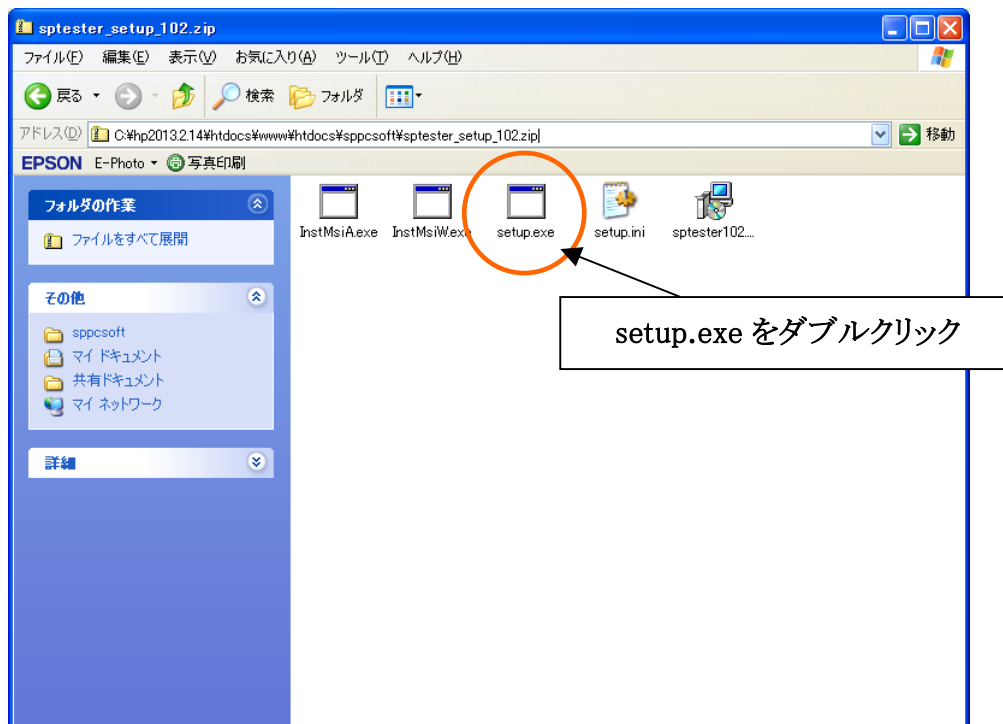 sptester_setup_102.zip
ファイル(F) 編集(E) 表示(V) お気に入り(A) ツール(T) ヘルプ(H)
戻る 検索 フォルダ
アドレス(D) C:¥hp2013.2.14¥htdocs¥www¥htdocs¥sppcsoft¥sptester_setup_102.zip 移動
EPSON E-Photo 写真印刷
フォルダの作業
ファイルをすべて展開
その他
sppcsoft
マイ ドキュメント
共有ドキュメント
マイ ネットワーク
詳細
InstMsiA.exe InstMsiW.exe setup.exe setup.ini sptester102...
setup.exe をダブルクリック